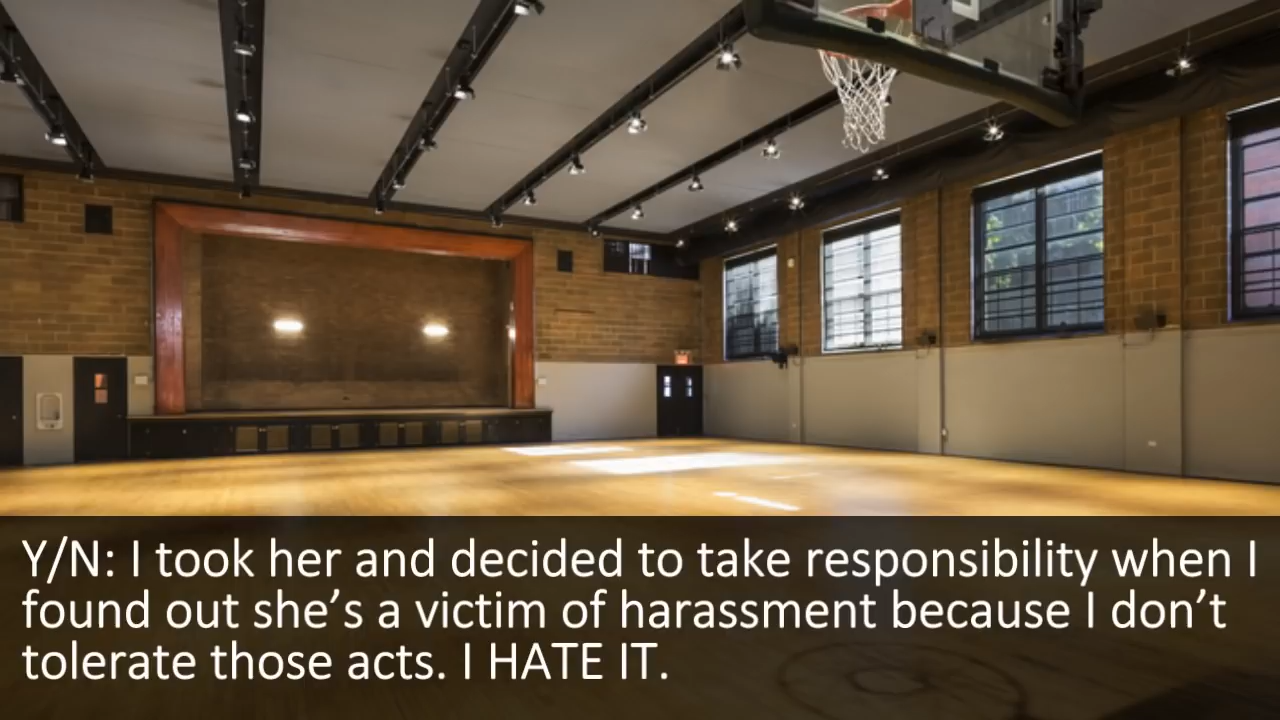 Y/N: I took her and decided to take responsibility when I
found out she’s a victim of harassment because I don’t
tolerate those acts. I HATE IT.